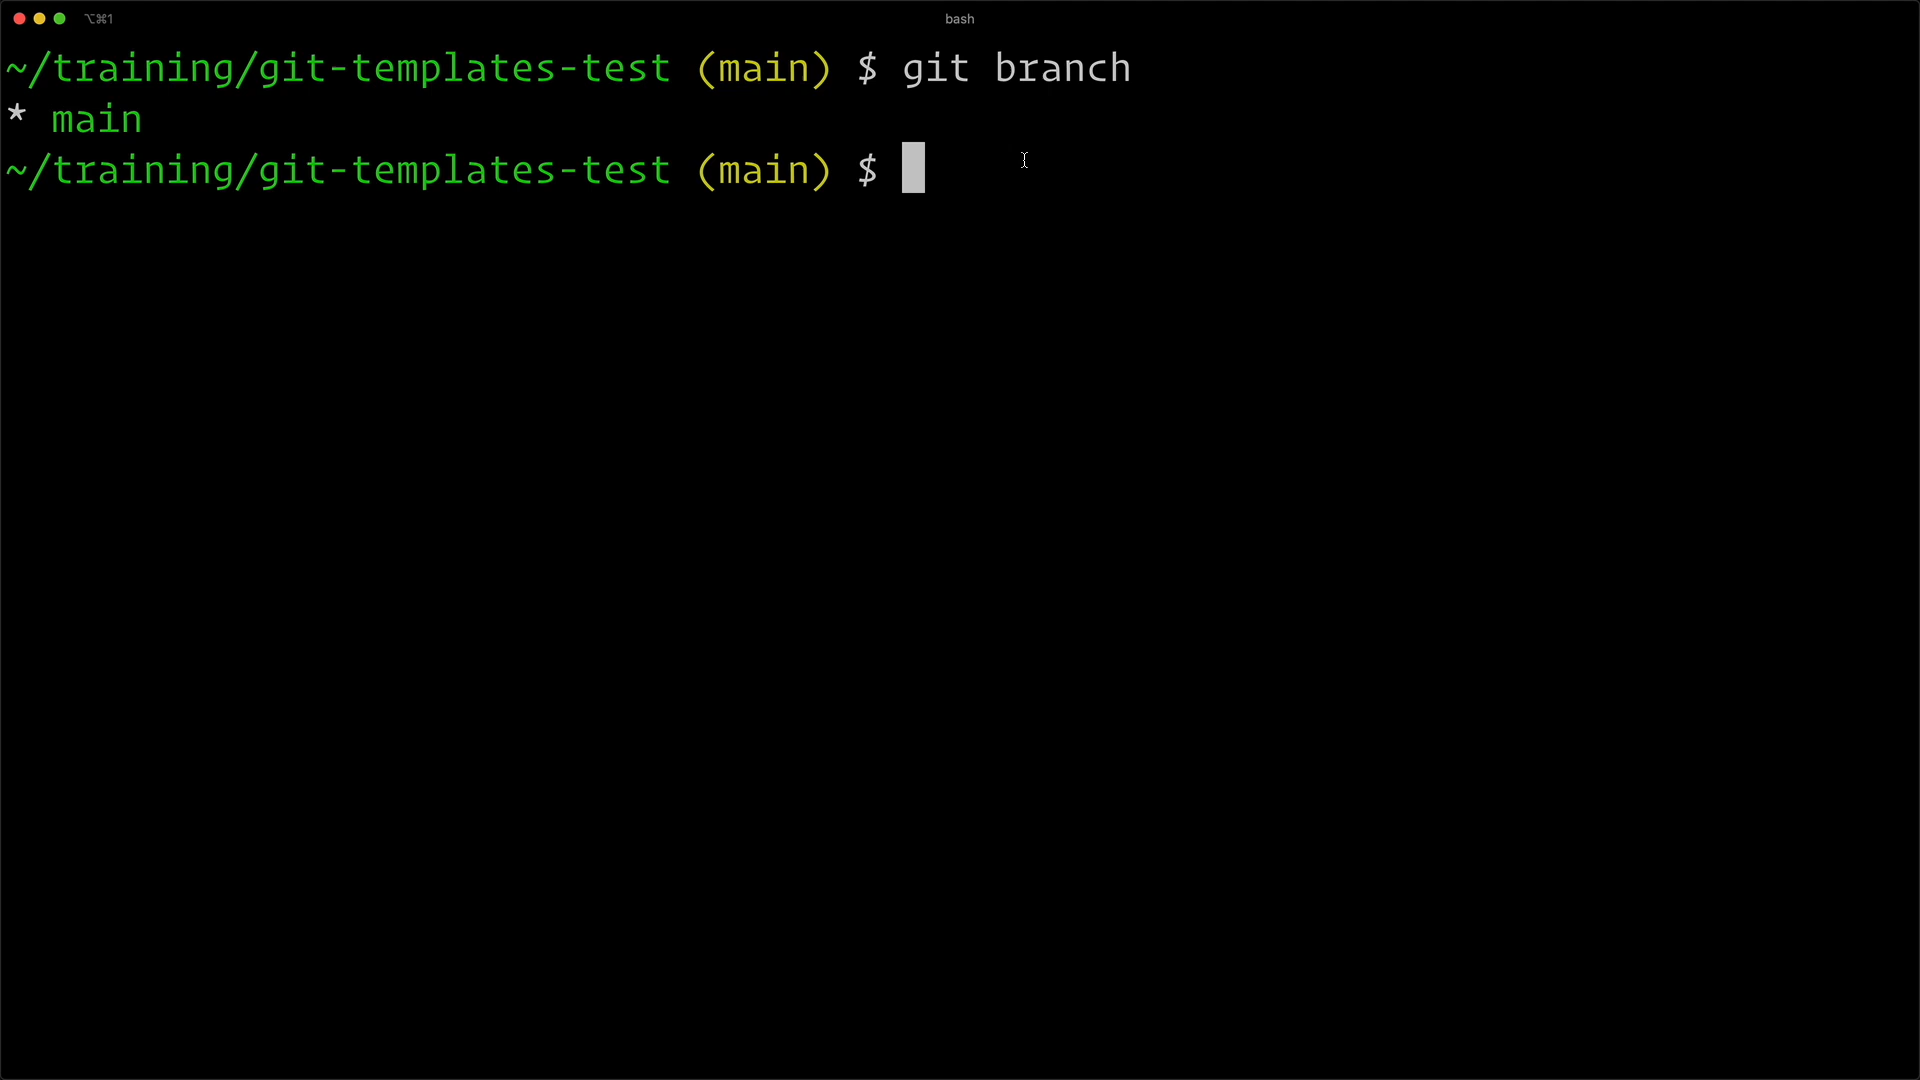 ⌥⌘1
bash
~/training/git-templates-test (main) $ git branch
* main
~/training/git-templates-test (main) $